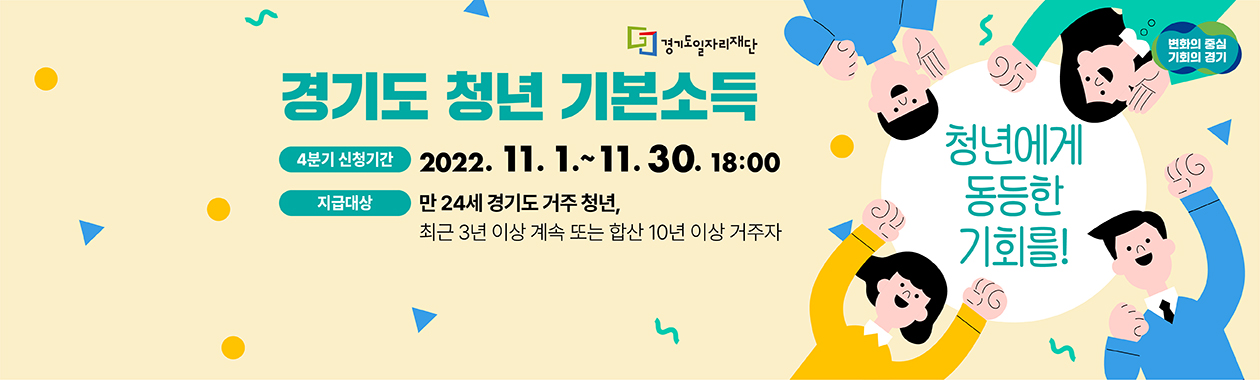 경기도일자리재단
경기도 청년 기본소득
4분기 신청기간 2022. 11. 1.~11. 30. 18:00
지급대상 만 24세 경기도 거주 청년,
최근 3년 이상 계속 또는 합산 10년 이상 거주자
변화의 중심
기회의 경기
청년에게
동등한
기회를!